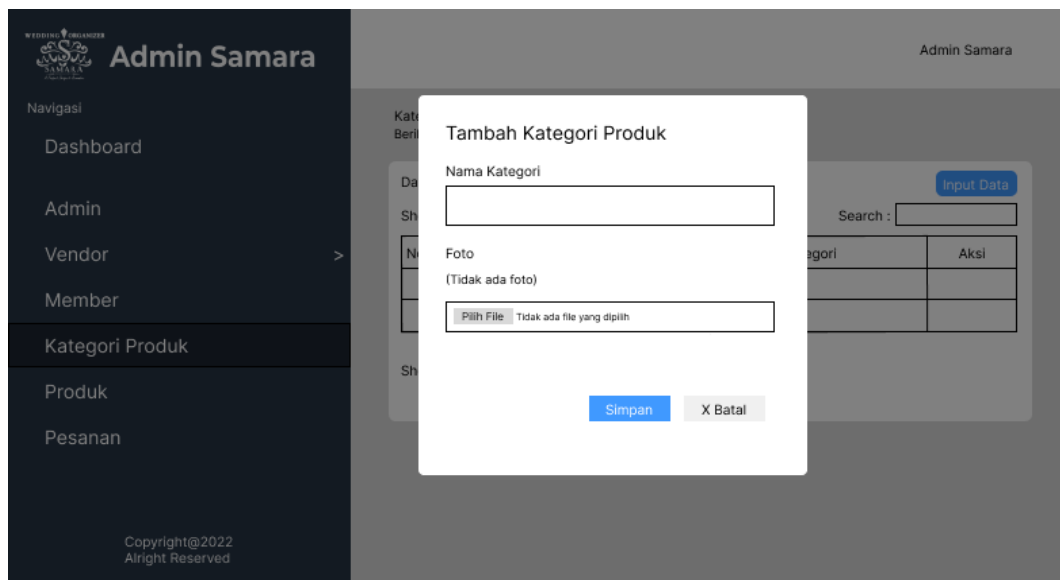 WEDDING ORGANIZER
SAMARA
Admin Samara
Admin Samara
Navigasi
Dashboard
Admin
Vendor >
Member
Kategori Produk
Produk
Pesanan
Copyright@2022
Alright Reserved
Tambah Kategori Produk
Nama Kategori
Foto
(Tidak ada foto)
Pilih File Tidak ada file yang dipilih
Simpan X Batal
Input Data
Search :
Aksi